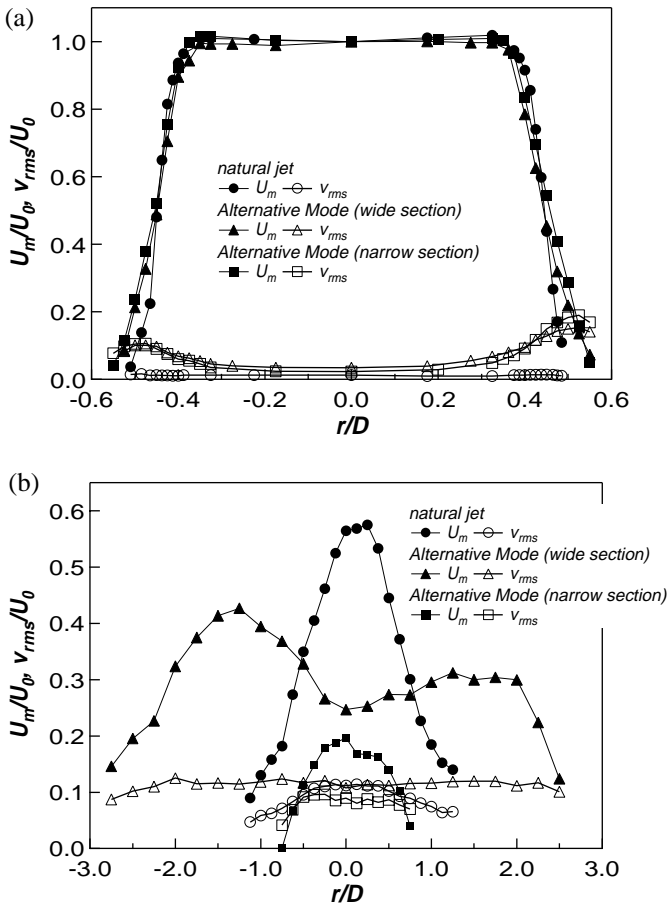 (a)
1.0
0.8
0.6
0.4
0.2
0.0
U_m/U_0, v_rms/U_0
natural jet
U_m v_rms
Alternative Mode (wide section)
U_m v_rms
Alternative Mode (narrow section)
U_m v_rms
-0.6 -0.4 -0.2 0.0 0.2 0.4 0.6
r/D
(b)
0.6
0.5
0.4
0.3
0.2
0.1
0.0
U_m/U_0, v_rms/U_0
natural jet
U_m v_rms
Alternative Mode (wide section)
U_m v_rms
Alternative Mode (narrow section)
U_m v_rms
-3.0 -2.0 -1.0 0.0 1.0 2.0 3.0
r/D